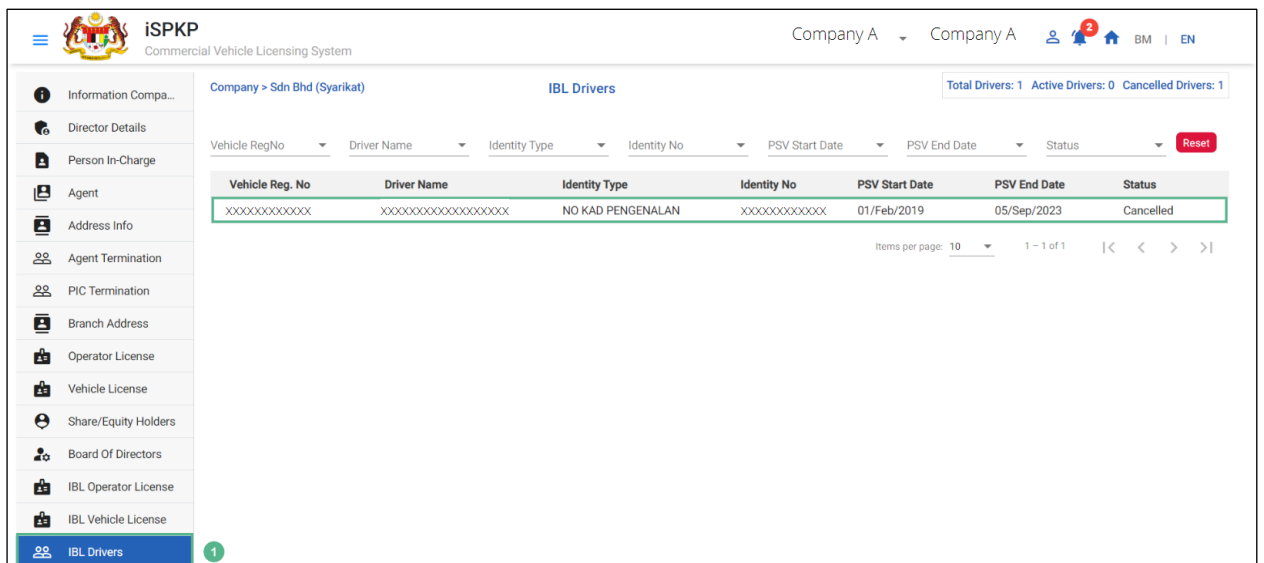 iSPKP
Commercial Vehicle Licensing System
Company A
Company A
2
BM | EN
Information Compa...
Director Details
Person In-Charge
Agent
Address Info
Agent Termination
PIC Termination
Branch Address
Operator License
Vehicle License
Share/Equity Holders
Board Of Directors
IBL Operator License
IBL Vehicle License
IBL Drivers
1
Company > Sdn Bhd (Syarikat)
IBL Drivers
Total Drivers: 1 Active Drivers: 0 Cancelled Drivers: 1
Vehicle RegNo Driver Name Identity Type Identity No PSV Start Date PSV End Date Status Reset
Vehicle Reg. No Driver Name Identity Type Identity No PSV Start Date PSV End Date Status
XXXXXXXXXXXX XXXXXXXXXXXXXXXXXX NO KAD PENGENALAN XXXXXXXXXXXX 01/Feb/2019 05/Sep/2023 Cancelled
Items per page: 10 1 – 1 of 1